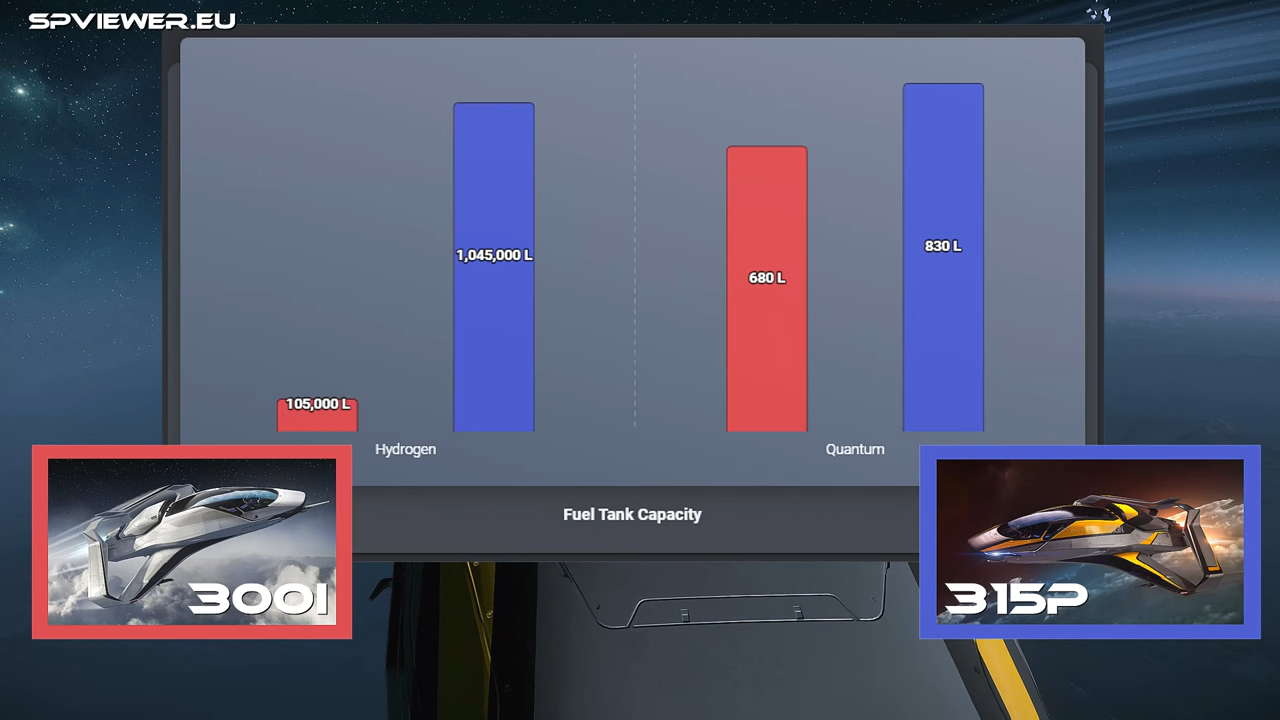 SPVIEWER.EU
1,045,000 L
830 L
680 L
105,000 L
Hydrogen
Quantum
Fuel Tank Capacity
300I
315P